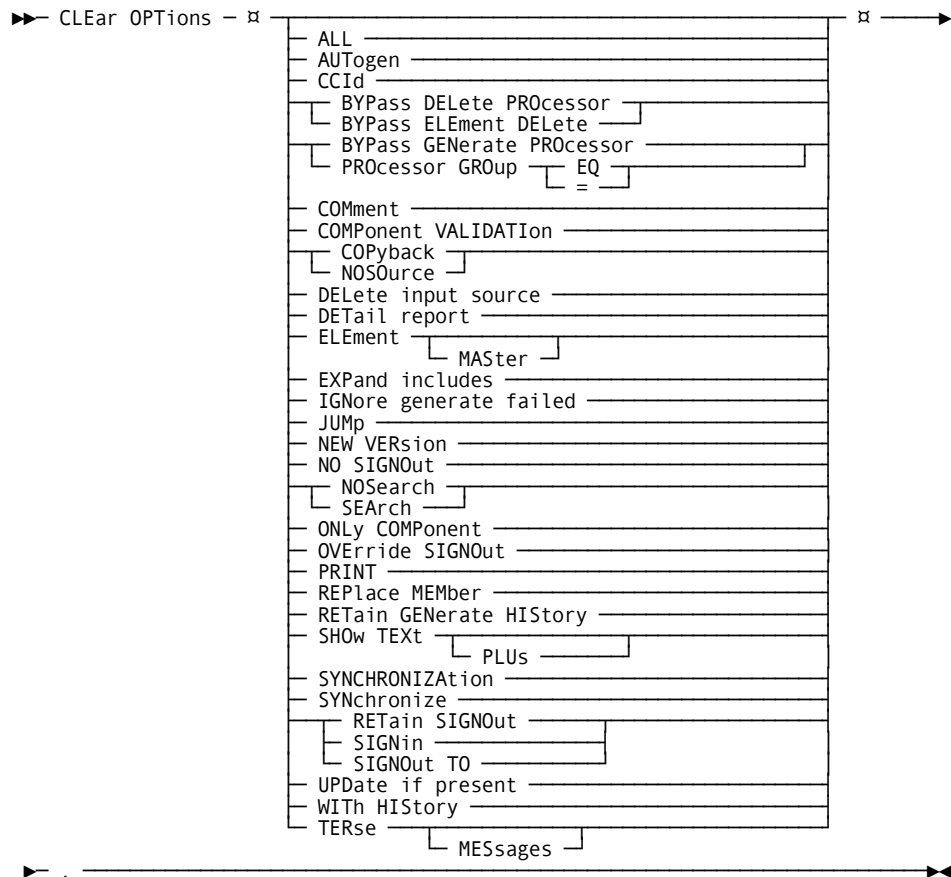 CLEar OPTions ¤ ¤
ALL
AUTogen
CCId
BYPass DELete PROcessor
BYPass ELEment DELete
BYPass GENerate PROcessor
PROcessor GROup EQ
=
COMment
COMPonent VALIDATIon
COPyback
NOSOurce
DELete input source
DETail report
ELEment
MASter
EXPand includes
IGNore generate failed
JUMp
NEW VERsion
NO SIGNOut
NOSearch
SEArch
ONLy COMPonent
OVErride SIGNOut
PRINT
REPlace MEMber
RETain GENerate HIStory
SHOw TEXt
PLUs
SYNCHRONIZAtion
SYNchronize
RETain SIGNOut
SIGNin
SIGNOut TO
UPDate if present
WITh HIStory
TERse
MESsages
.